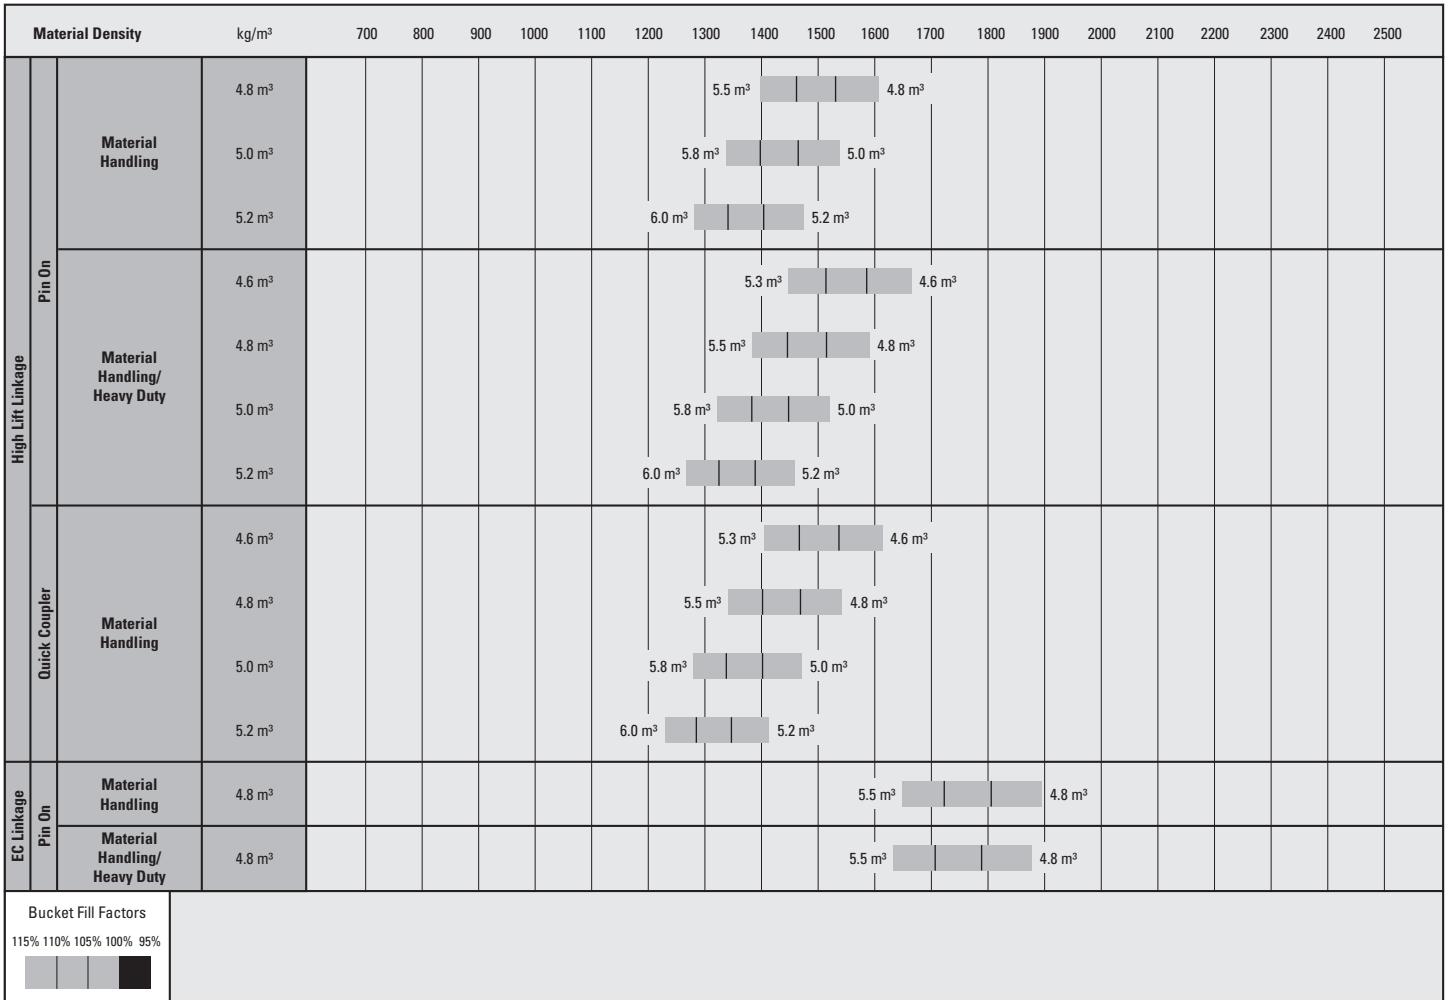 Material Density kg/m³ 700 800 900 1000 1100 1200 1300 1400 1500 1600 1700 1800 1900 2000 2100 2200 2300 2400 2500
High Lift Linkage
Pin On
Material
Handling
4.8 m³ 5.5 m³ 4.8 m³
5.0 m³ 5.8 m³ 5.0 m³
5.2 m³ 6.0 m³ 5.2 m³
Material
Handling/
Heavy Duty
4.6 m³ 5.3 m³ 4.6 m³
4.8 m³ 5.5 m³ 4.8 m³
5.0 m³ 5.8 m³ 5.0 m³
5.2 m³ 6.0 m³ 5.2 m³
Quick Coupler
Material
Handling
4.6 m³ 5.3 m³ 4.6 m³
4.8 m³ 5.5 m³ 4.8 m³
5.0 m³ 5.8 m³ 5.0 m³
5.2 m³ 6.0 m³ 5.2 m³
EC Linkage
Pin On
Material
Handling
4.8 m³ 5.5 m³ 4.8 m³
Material
Handling/
Heavy Duty
4.8 m³ 5.5 m³ 4.8 m³
Bucket Fill Factors
115% 110% 105% 100% 95%